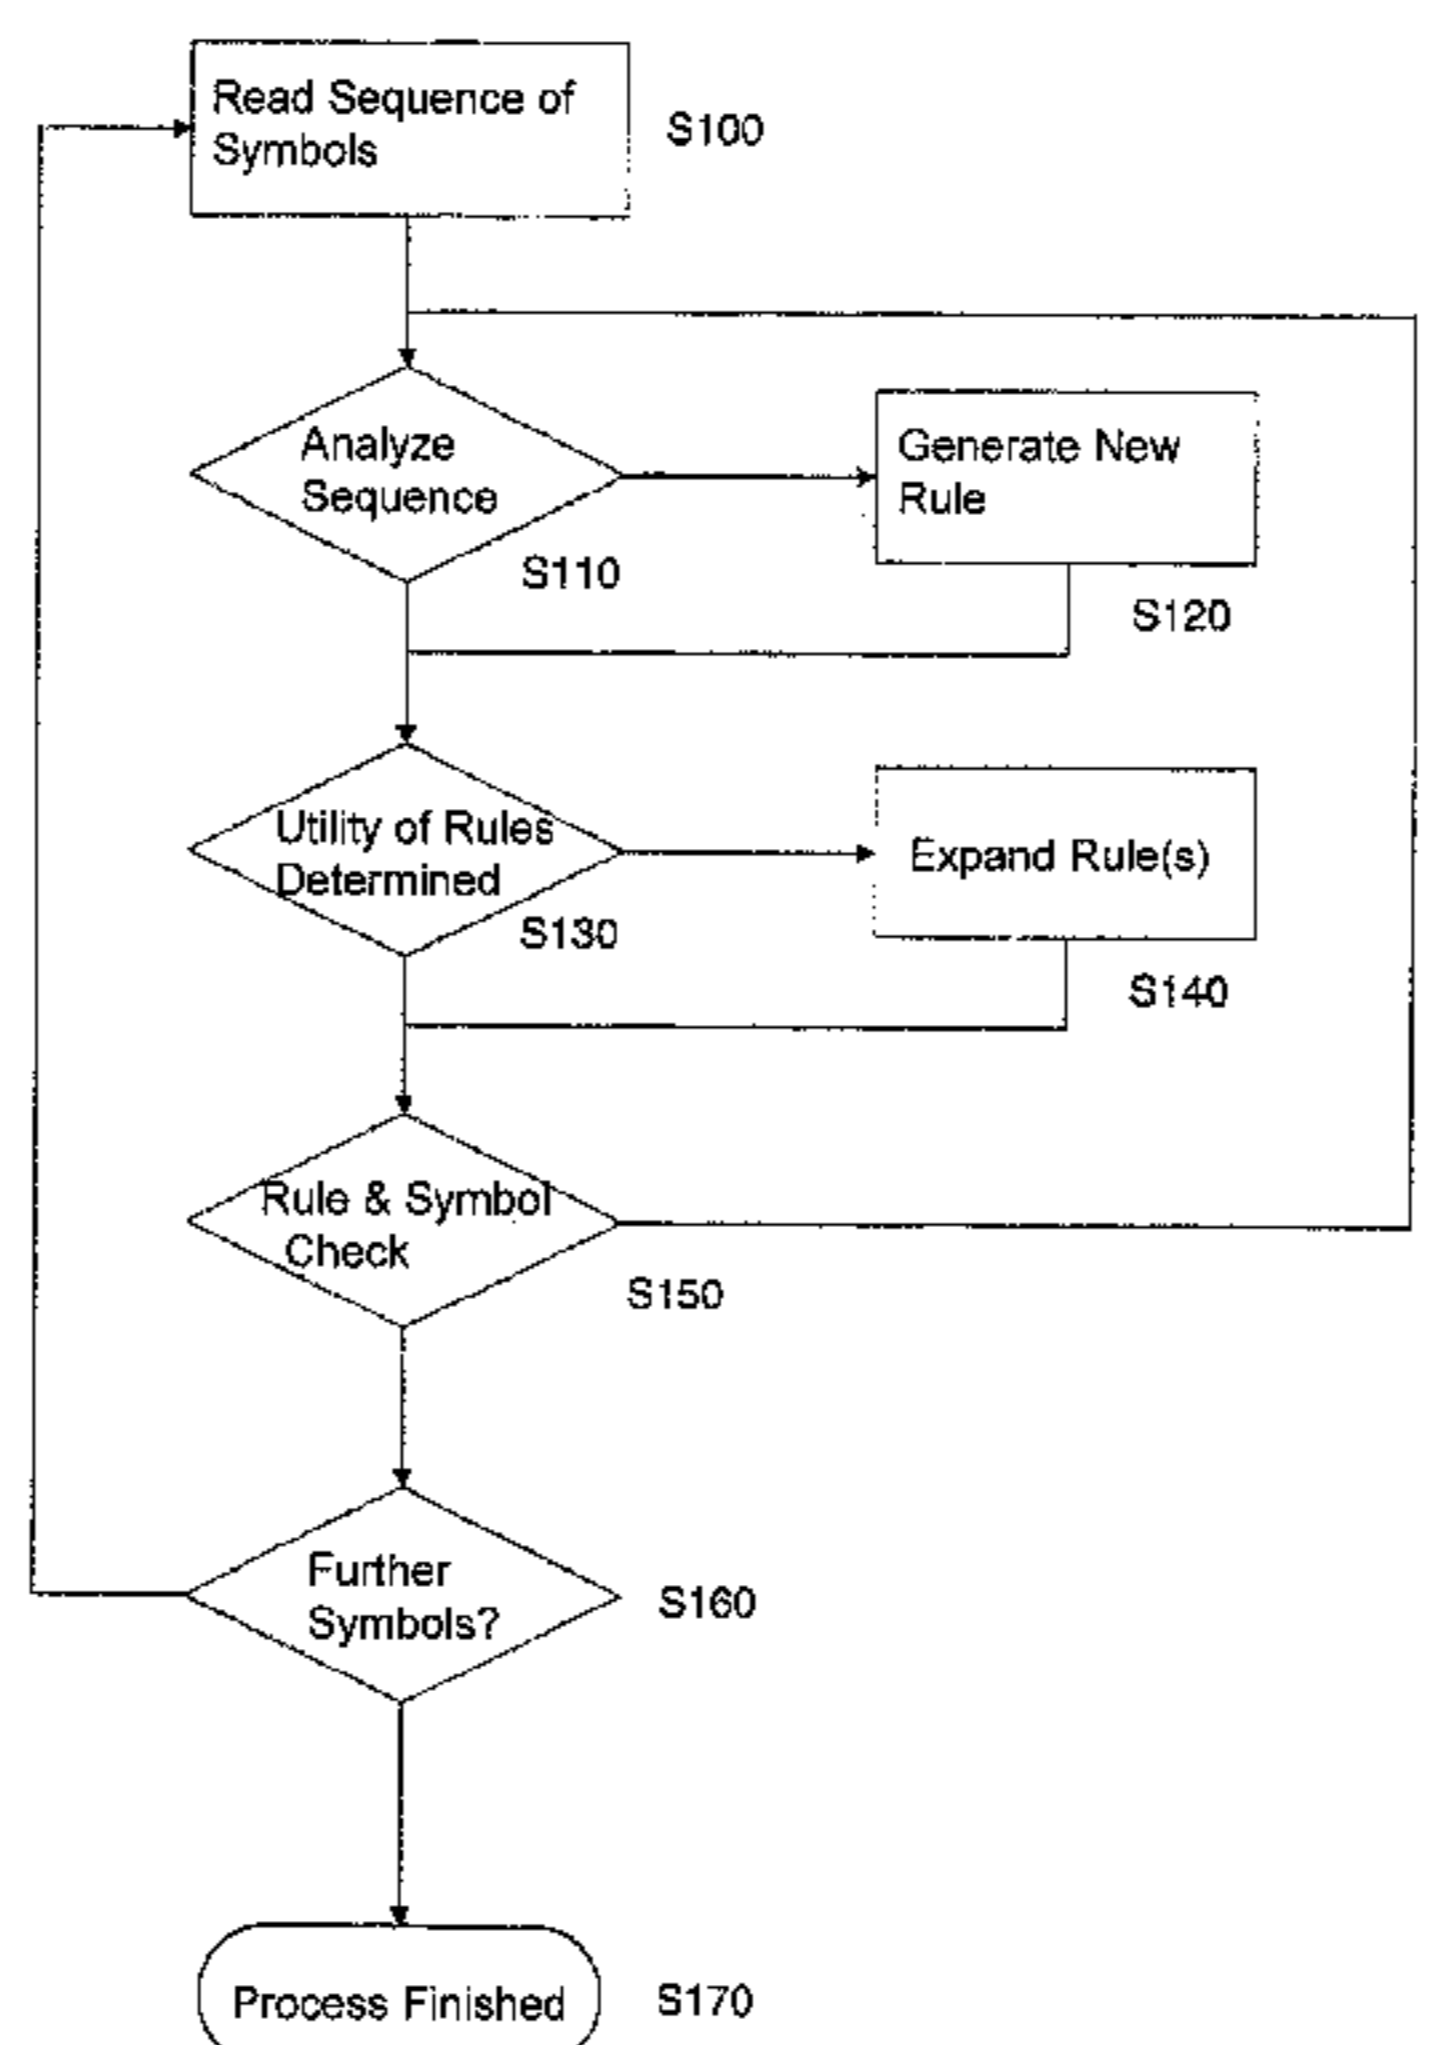 Read Sequence of
Symbols
S100
Analyze
Sequence
S110
Generate New
Rule
S120
Utility of Rules
Determined
S130
Expand Rule(s)
S140
Rule & Symbol
Check
S150
Further
Symbols?
S160
Process Finished
S170